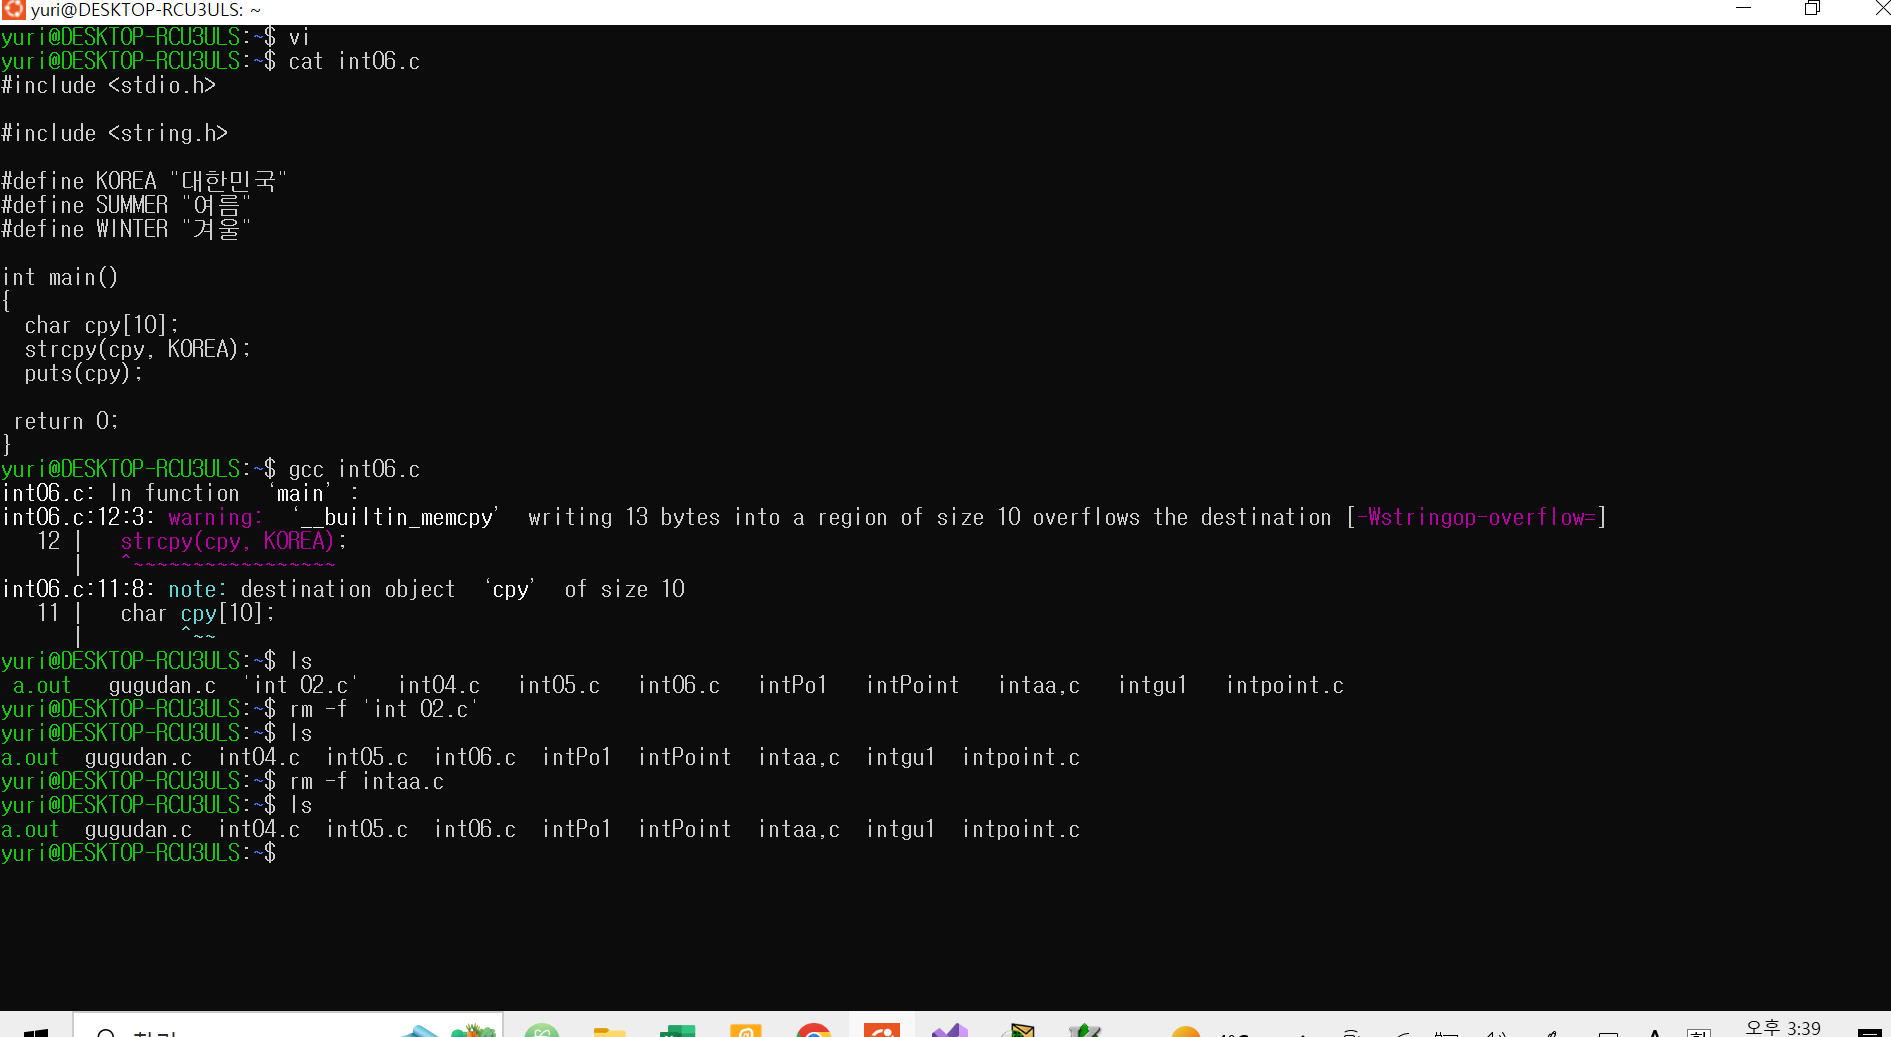 yuri@DESKTOP-RCU3ULS: ~
yuri@DESKTOP-RCU3ULS:~$ vi
yuri@DESKTOP-RCU3ULS:~$ cat int06.c
#include <stdio.h>
#include <string.h>
#define KOREA "대한민국"
#define SUMMER "여름"
#define WINTER "겨울"
int main()
{
  char cpy[10];
  strcpy(cpy, KOREA);
  puts(cpy);
 return 0;
}
yuri@DESKTOP-RCU3ULS:~$ gcc int06.c
int06.c: In function ‘main’:
int06.c:12:3: warning: ‘__builtin_memcpy’ writing 13 bytes into a region of size 10 overflows the destination [-Wstringop-overflow=]
   12 |   strcpy(cpy, KOREA);
      |   ^~~~~~~~~~~~~~~~~~
int06.c:11:8: note: destination object ‘cpy’ of size 10
   11 |   char cpy[10];
      |        ^~~
yuri@DESKTOP-RCU3ULS:~$ ls
 a.out   gugudan.c  'int 02.c'   int04.c   int05.c   int06.c   intPo1   intPoint   intaa,c   intgu1   intpoint.c
yuri@DESKTOP-RCU3ULS:~$ rm -f 'int 02.c'
yuri@DESKTOP-RCU3ULS:~$ ls
a.out  gugudan.c  int04.c  int05.c  int06.c  intPo1  intPoint  intaa,c  intgu1  intpoint.c
yuri@DESKTOP-RCU3ULS:~$ rm -f intaa.c
yuri@DESKTOP-RCU3ULS:~$ ls
a.out  gugudan.c  int04.c  int05.c  int06.c  intPo1  intPoint  intaa,c  intgu1  intpoint.c
yuri@DESKTOP-RCU3ULS:~$
오후 3:39